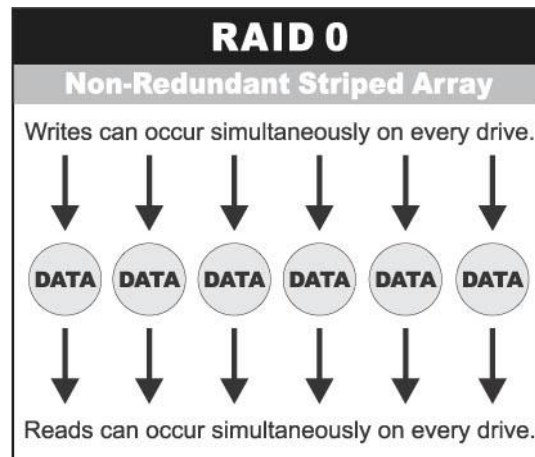 RAID 0
Non-Redundant Striped Array
Writes can occur simultaneously on every drive.
DATA DATA DATA DATA DATA DATA
Reads can occur simultaneously on every drive.